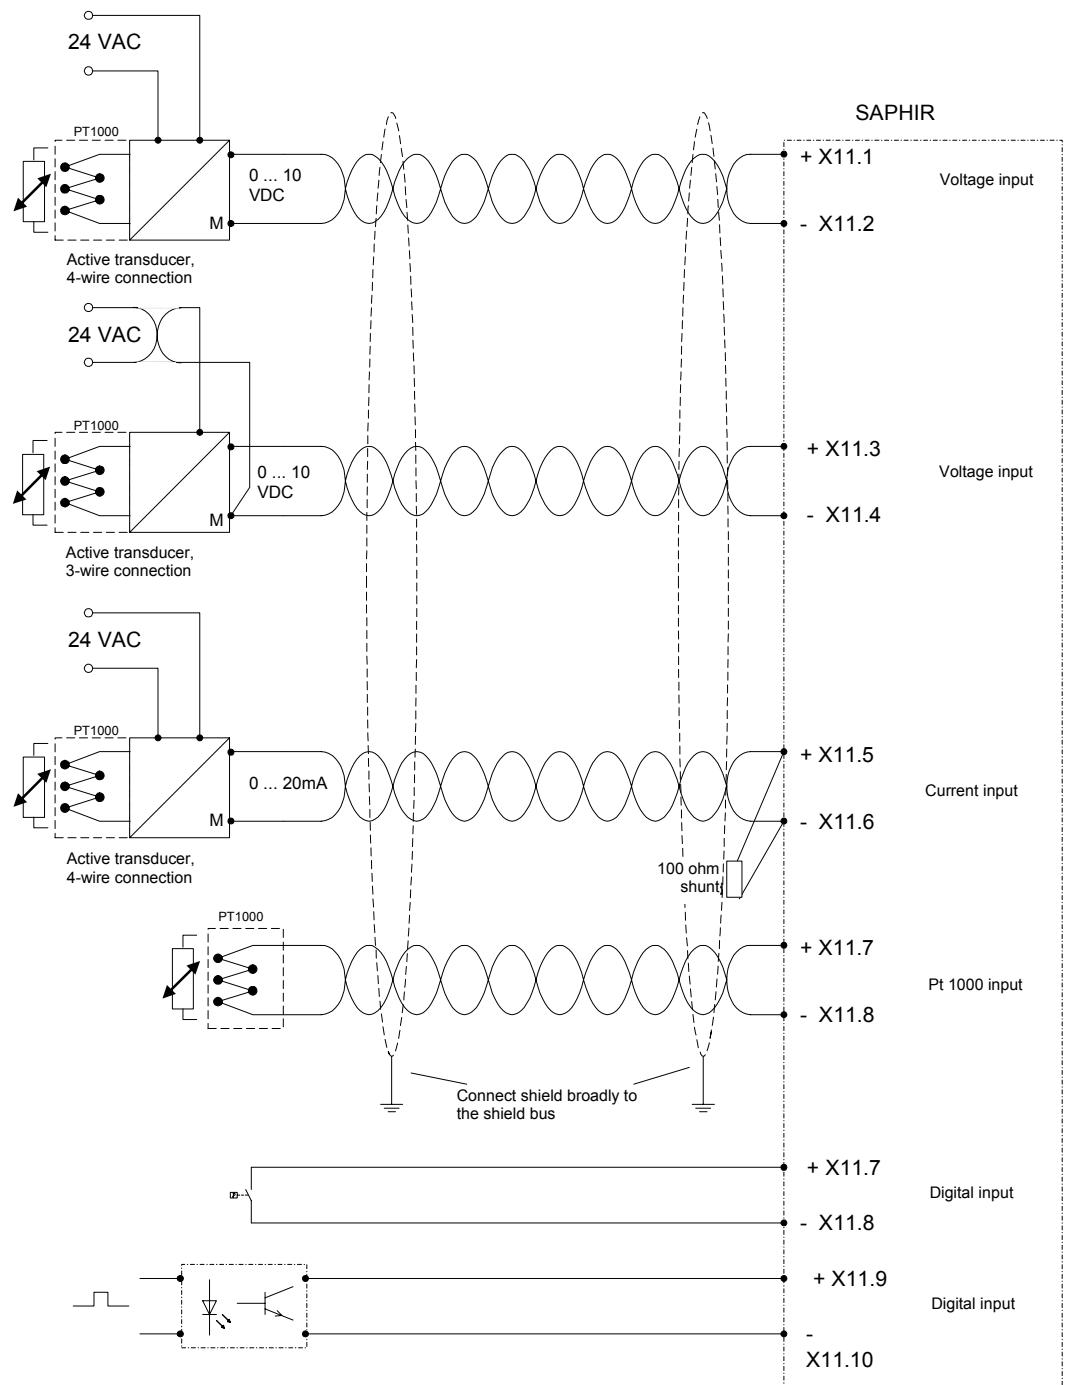 24 VAC
SAPHIR
PT1000
+ X11.1
0 ... 10
VDC
Voltage input
M
- X11.2
Active transducer,
4-wire connection
24 VAC
PT1000
+ X11.3
0 ... 10
VDC
Voltage input
M
- X11.4
Active transducer,
3-wire connection
24 VAC
PT1000
+ X11.5
0 ... 20mA
Current input
M
- X11.6
Active transducer,
4-wire connection
100 ohm
shunt
PT1000
+ X11.7
Pt 1000 input
- X11.8
Connect shield broadly to
the shield bus
+ X11.7
Digital input
- X11.8
+ X11.9
Digital input
-
X11.10